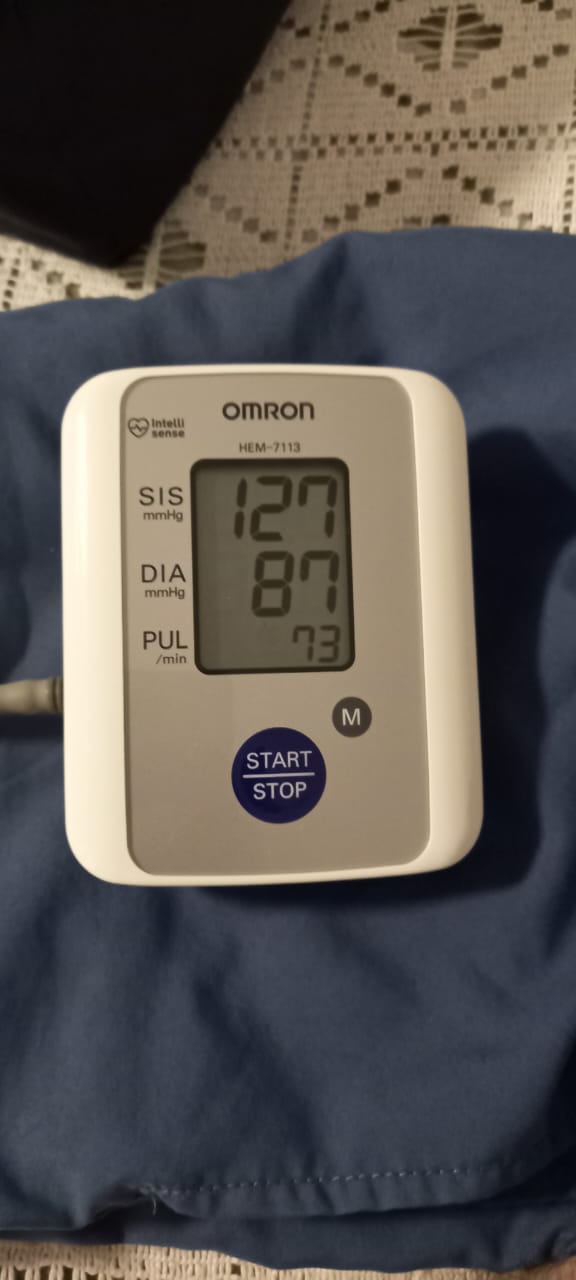 OMRON
Intelli
sense
HEM-7113
SIS 127
mmHg
DIA 87
mmHg
PUL 73
/min
M
START
STOP